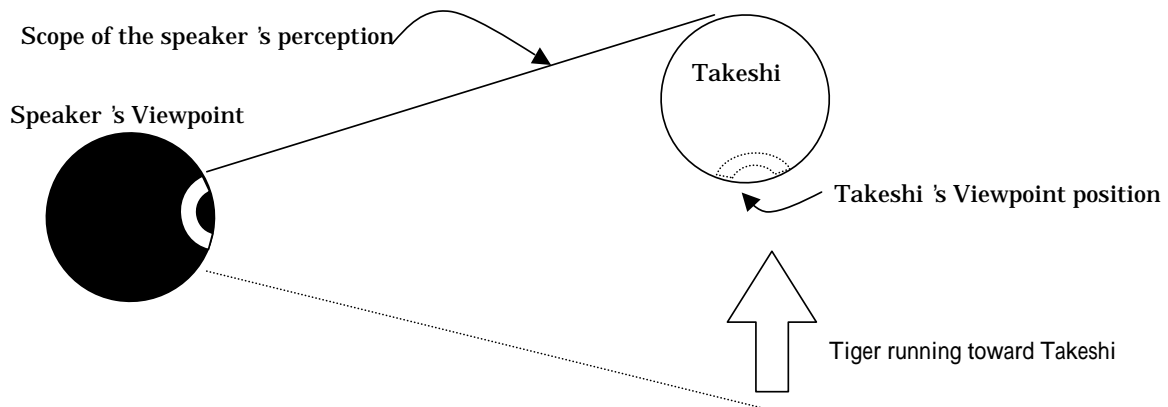 Scope of the speaker 's perception
Takeshi
Speaker 's Viewpoint
Takeshi 's Viewpoint position
Tiger running toward Takeshi